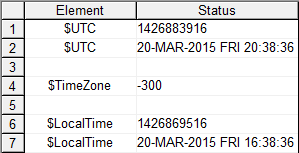 Element Status
1 $UTC 1426883916
2 $UTC 20-MAR-2015 FRI 20:38:36
3
4 $TimeZone -300
5
6 $LocalTime 1426869516
7 $LocalTime 20-MAR-2015 FRI 16:38:36